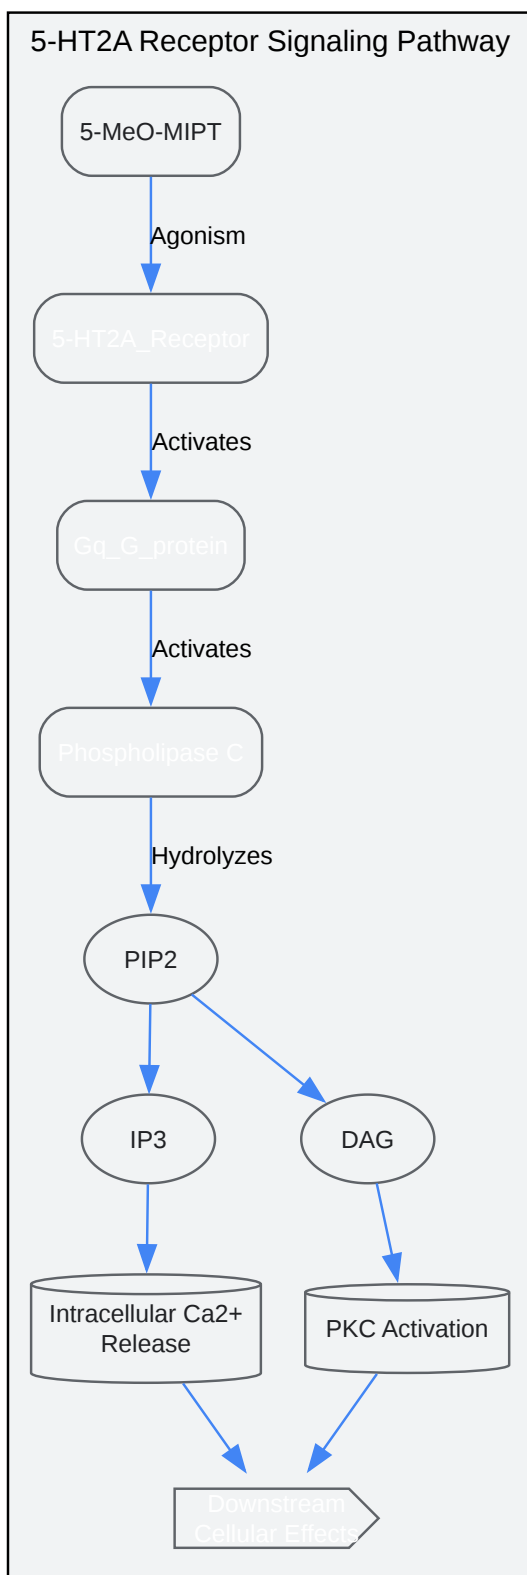 5-HT2A Receptor Signaling Pathway
5-MeO-MIPT
Agonism
5-HT2A_Receptor
Activates
Gq_G_protein
Activates
Phospholipase C
Hydrolyzes
PIP2
IP3
DAG
Intracellular Ca2+
Release
PKC Activation
Downstream
Cellular Effects